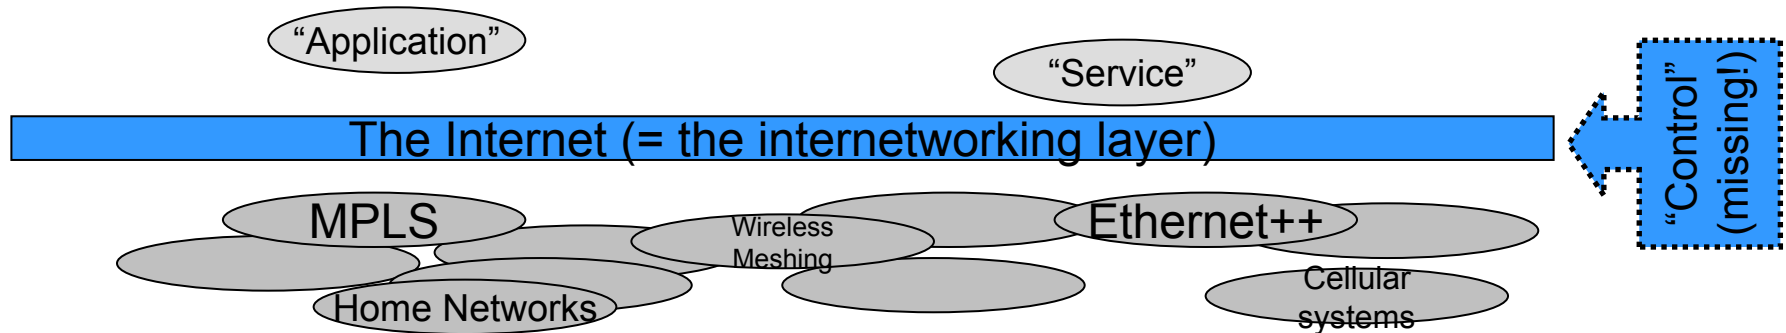 “Application”
“Service”
The Internet (= the internetworking layer)
“Control”
(missing!)
MPLS
Wireless
Meshing
Ethernet++
Home Networks
Cellular
systems